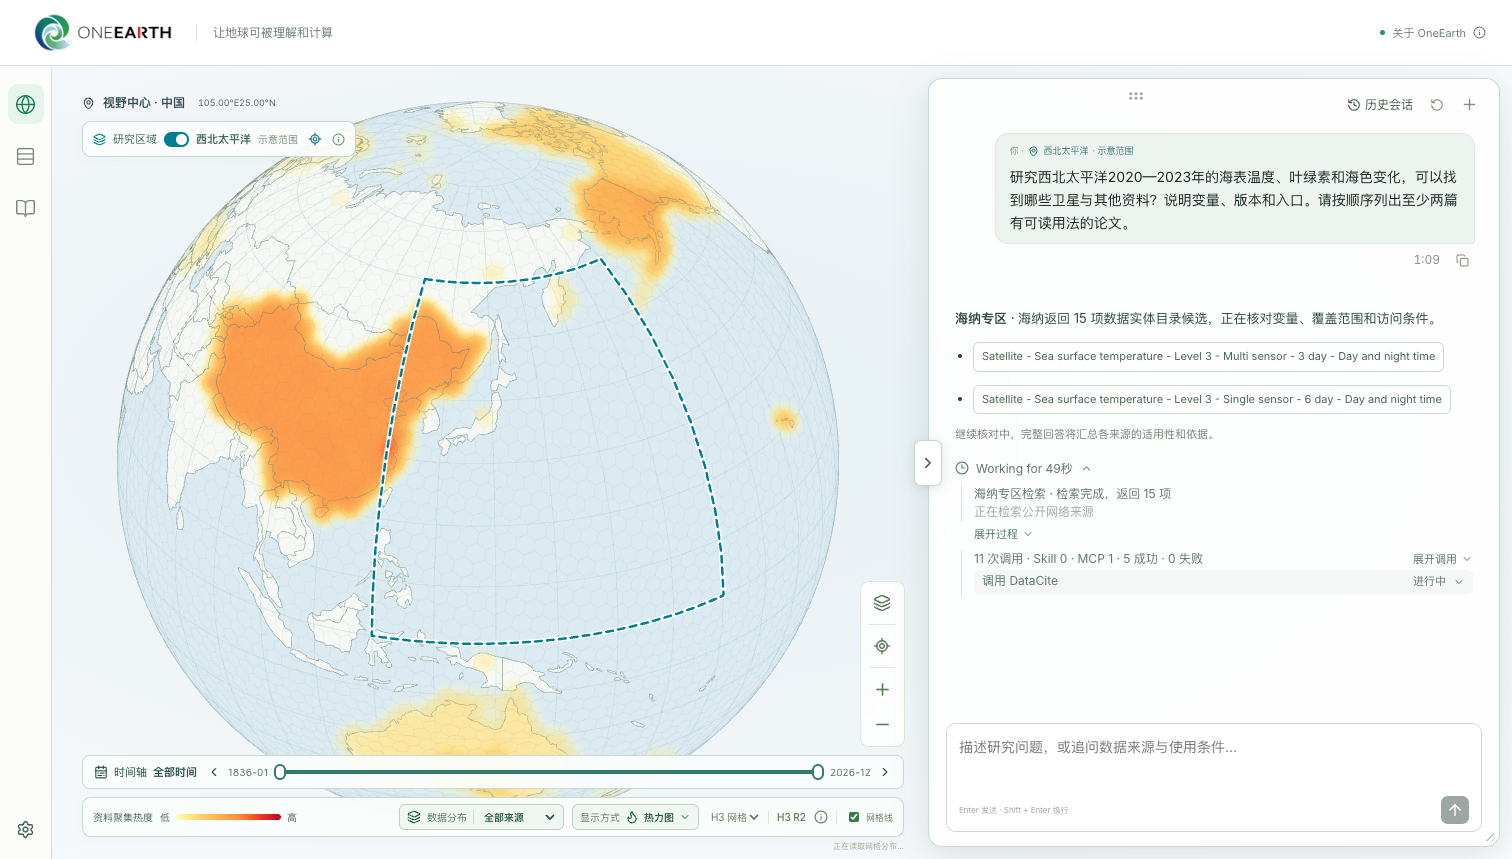 ONEEARTH
让地球可被理解和计算
关于 OneEarth
视野中心 · 中国
105.00°E25.00°N
研究区域
西北太平洋
示意范围
历史会话
你 · 西北太平洋 · 示意范围
研究西北太平洋2020—2023年的海表温度、叶绿素和海色变化，可以找
到哪些卫星与其他资料？说明变量、版本和入口。请按顺序列出至少两篇
有可读用法的论文。
1:09
海纳专区 · 海纳返回 15 项数据实体目录候选，正在核对变量、覆盖范围和访问条件。
Satellite - Sea surface temperature - Level 3 - Multi sensor - 3 day - Day and night time
Satellite - Sea surface temperature - Level 3 - Single sensor - 6 day - Day and night time
继续核对中，完整回答将汇总各来源的适用性和依据。
Working for 49秒
海纳专区检索 · 检索完成，返回 15 项
正在检索公开网络来源
展开过程
11 次调用 · Skill 0 · MCP 1 · 5 成功 · 0 失败
展开调用
调用 DataCite
进行中
描述研究问题，或追问数据来源与使用条件...
Enter 发送 · Shift + Enter 换行
时间轴
全部时间
1836-01
2026-12
资料聚集热度
低
高
数据分布
全部来源
显示方式
热力图
H3 网格
H3 R2
网格线
正在读取网格分布...